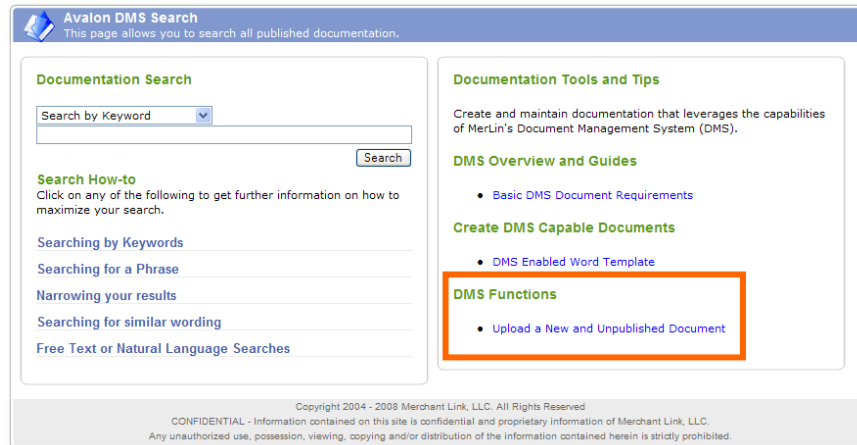 Avalon DMS Search
This page allows you to search all published documentation.
Documentation Search
Search by Keyword
Search
Search How-to
Click on any of the following to get further information on how to
maximize your search.
Searching by Keywords
Searching for a Phrase
Narrowing your results
Searching for similar wording
Free Text or Natural Language Searches
Documentation Tools and Tips
Create and maintain documentation that leverages the capabilities
of MerLin's Document Management System (DMS).
DMS Overview and Guides
• Basic DMS Document Requirements
Create DMS Capable Documents
• DMS Enabled Word Template
DMS Functions
• Upload a New and Unpublished Document
Copyright 2004 - 2008 Merchant Link, LLC. All Rights Reserved
CONFIDENTIAL - Information contained on this site is confidential and proprietary information of Merchant Link, LLC.
Any unauthorized use, possession, viewing, copying and/or distribution of the information contained herein is strictly prohibited.